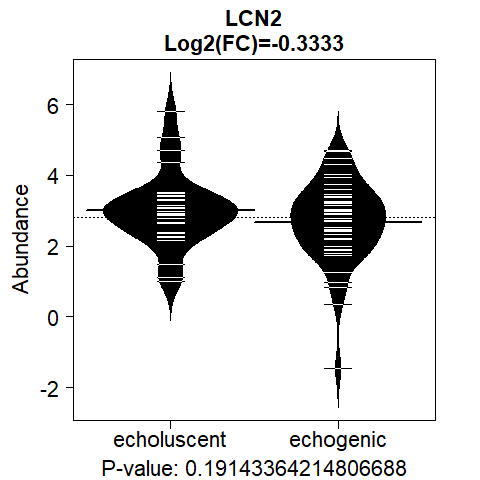 LCN2
Log2(FC)=-0.3333
Abundance
6
4
2
0
-2
echoluscent echogenic
P-value: 0.19143364214806688